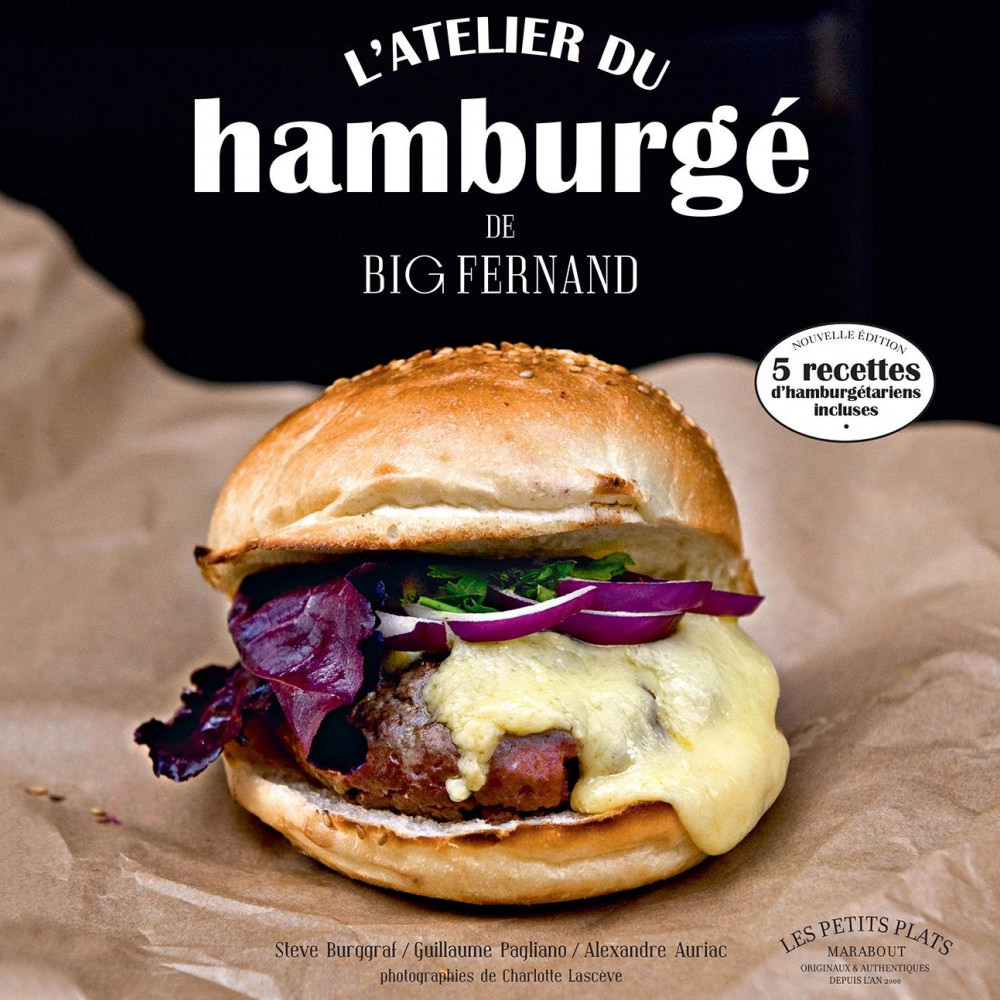 L'ATELIER DU
hamburgé
DE
BIG FERNAND
NOUVELLE ÉDITION
5 recettes
d'hamburgétariens
incluses
Steve Burggraf / Guillaume Pagliano / Alexandre Auriac
photographies de Charlotte Lascève
LES PETITS PLATS
MARABOUT
ORIGINAUX & AUTHENTIQUES
DEPUIS L'AN 2000